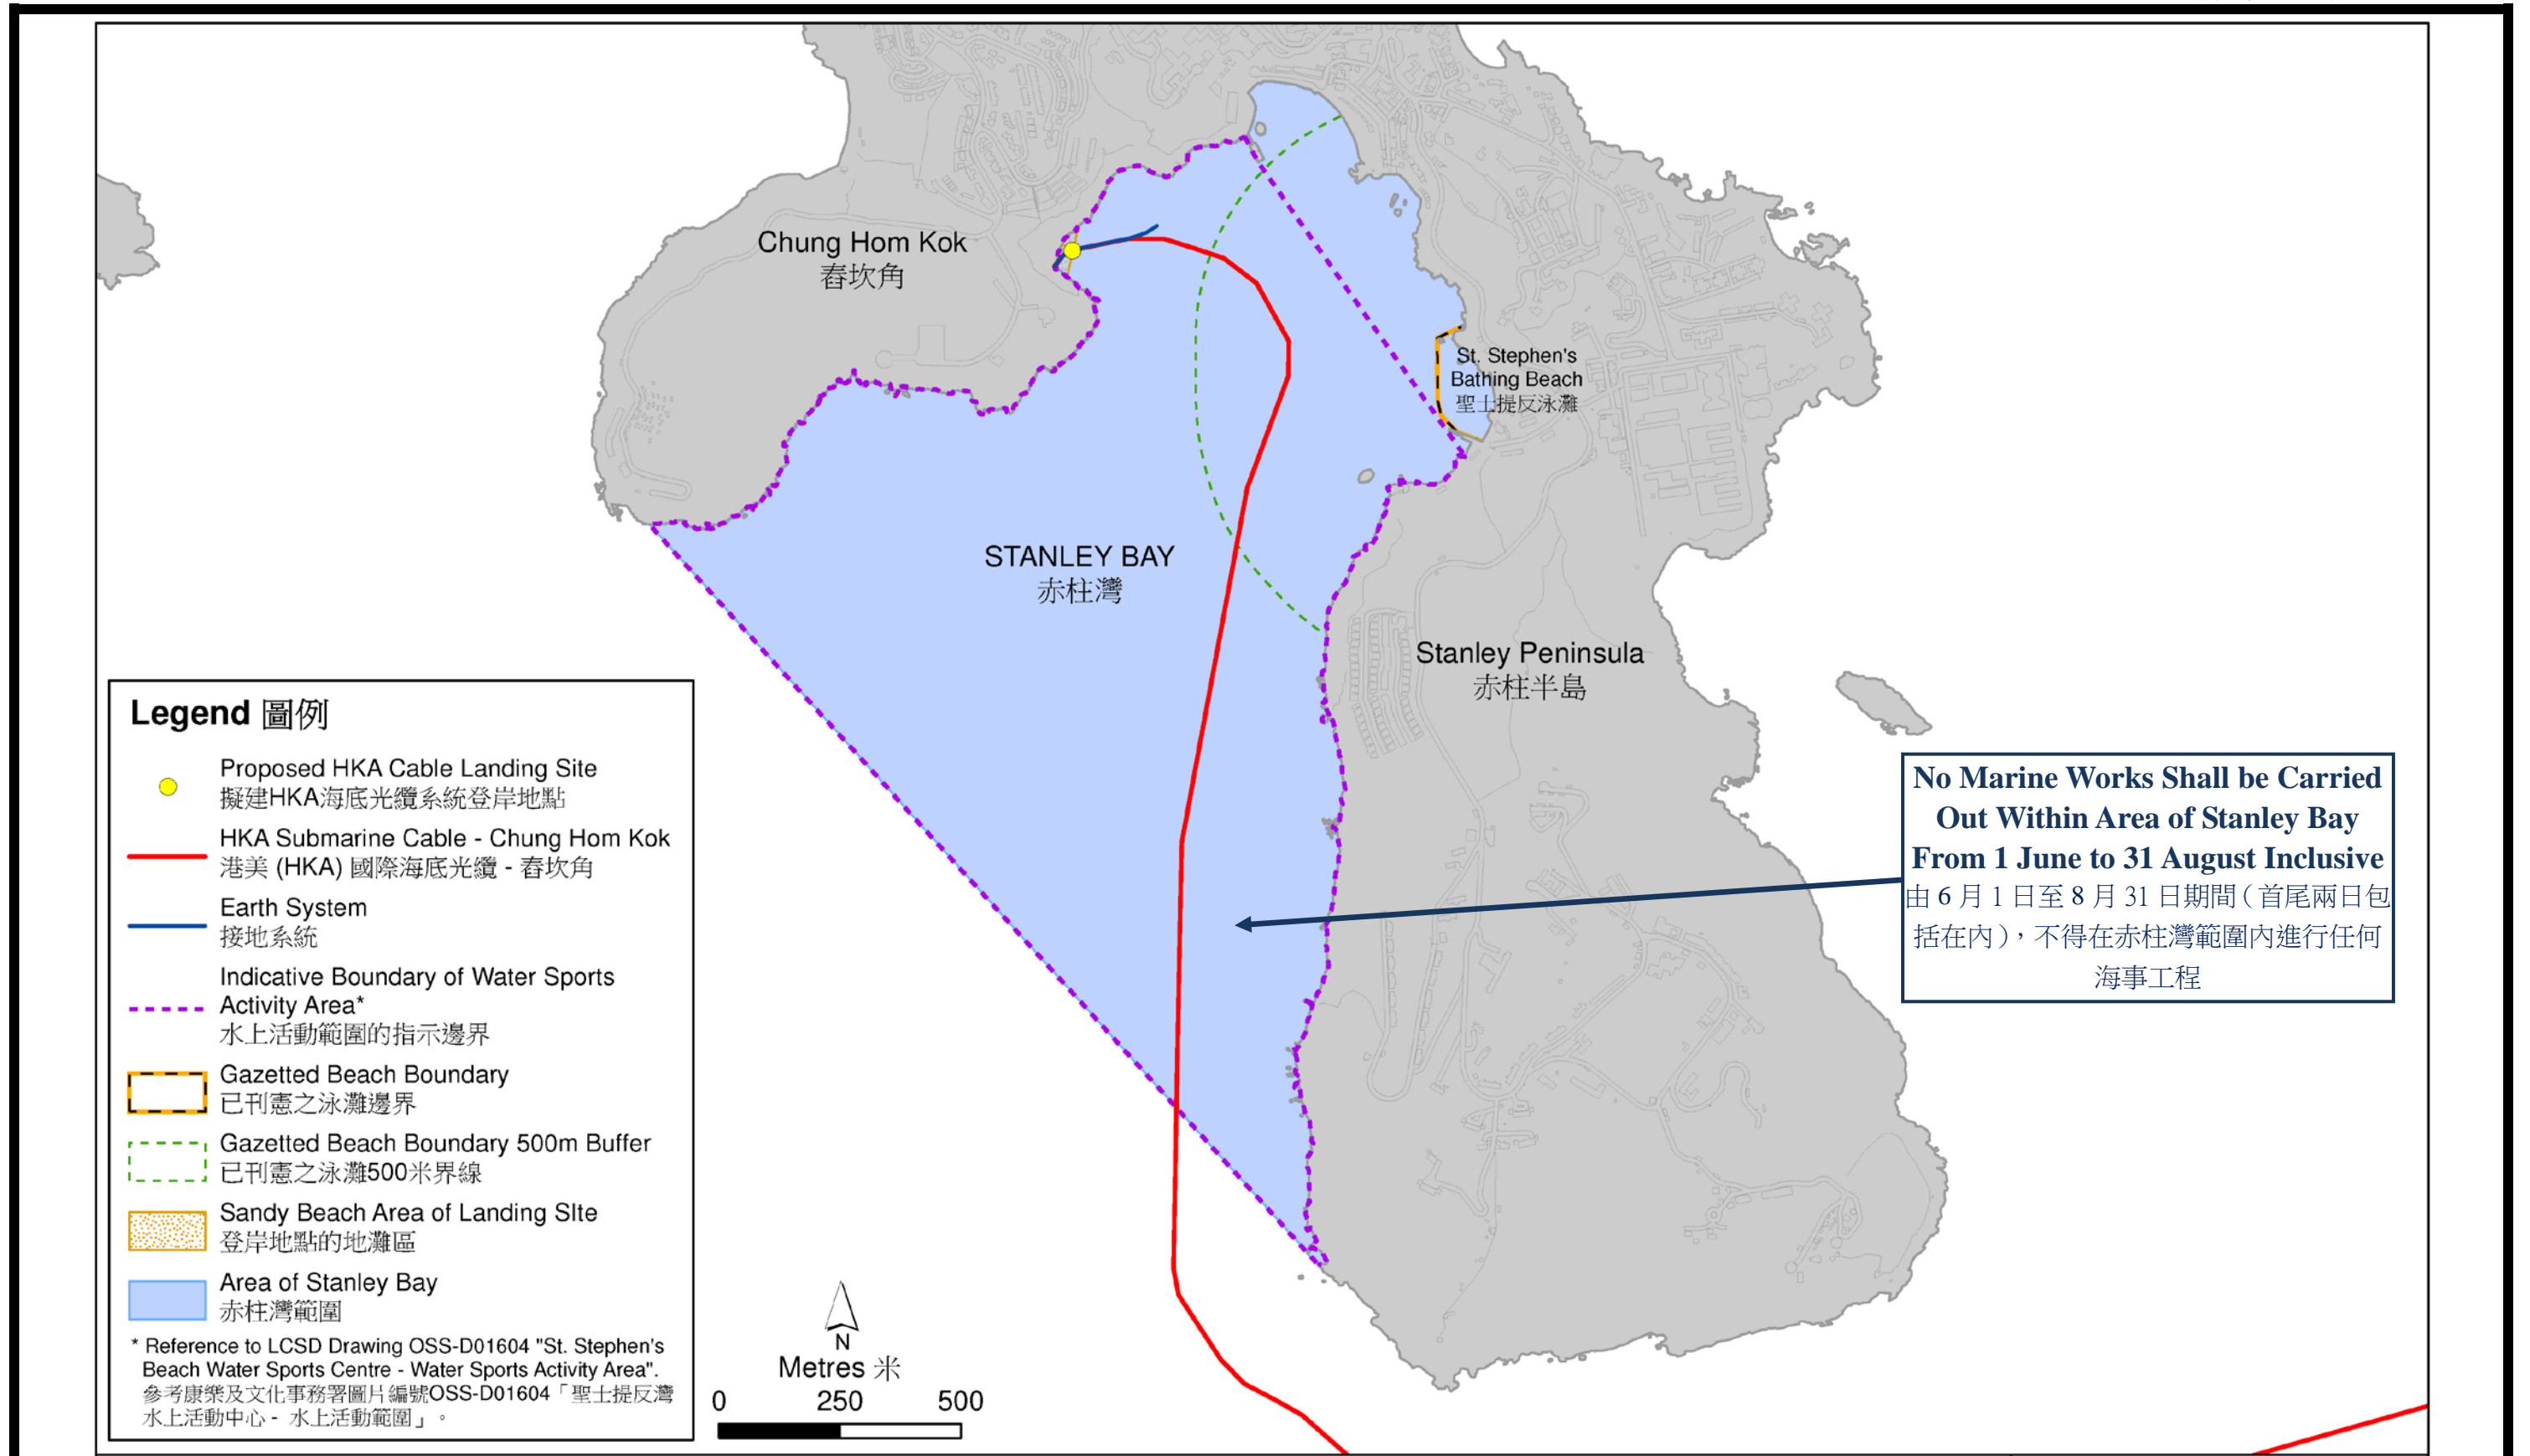 Chung Hom Kok
舂坎角
St. Stephen's
Bathing Beach
聖士提反泳灘
STANLEY BAY
赤柱灣
Stanley Peninsula
赤柱半島
No Marine Works Shall be Carried
Out Within Area of Stanley Bay
From 1 June to 31 August Inclusive
由 6 月 1 日至 8 月 31 日期間（首尾兩日包
括在內），不得在赤柱灣範圍內進行任何
海事工程
Legend 圖例
Proposed HKA Cable Landing Site
擬建HKA海底光纜系統登岸地點
HKA Submarine Cable - Chung Hom Kok
港美 (HKA) 國際海底光纜 - 舂坎角
Earth System
接地系統
Indicative Boundary of Water Sports
Activity Area*
水上活動範圍的指示邊界
Gazetted Beach Boundary
已刊憲之泳灘邊界
Gazetted Beach Boundary 500m Buffer
已刊憲之泳灘500米界線
Sandy Beach Area of Landing SIte
登岸地點的地灘區
Area of Stanley Bay
赤柱灣範圍
* Reference to LCSD Drawing OSS-D01604 "St. Stephen's
Beach Water Sports Centre - Water Sports Activity Area".
參考康樂及文化事務署圖片編號OSS-D01604「聖士提反灣
水上活動中心 - 水上活動範圍」。
N
Metres 米
0 250 500